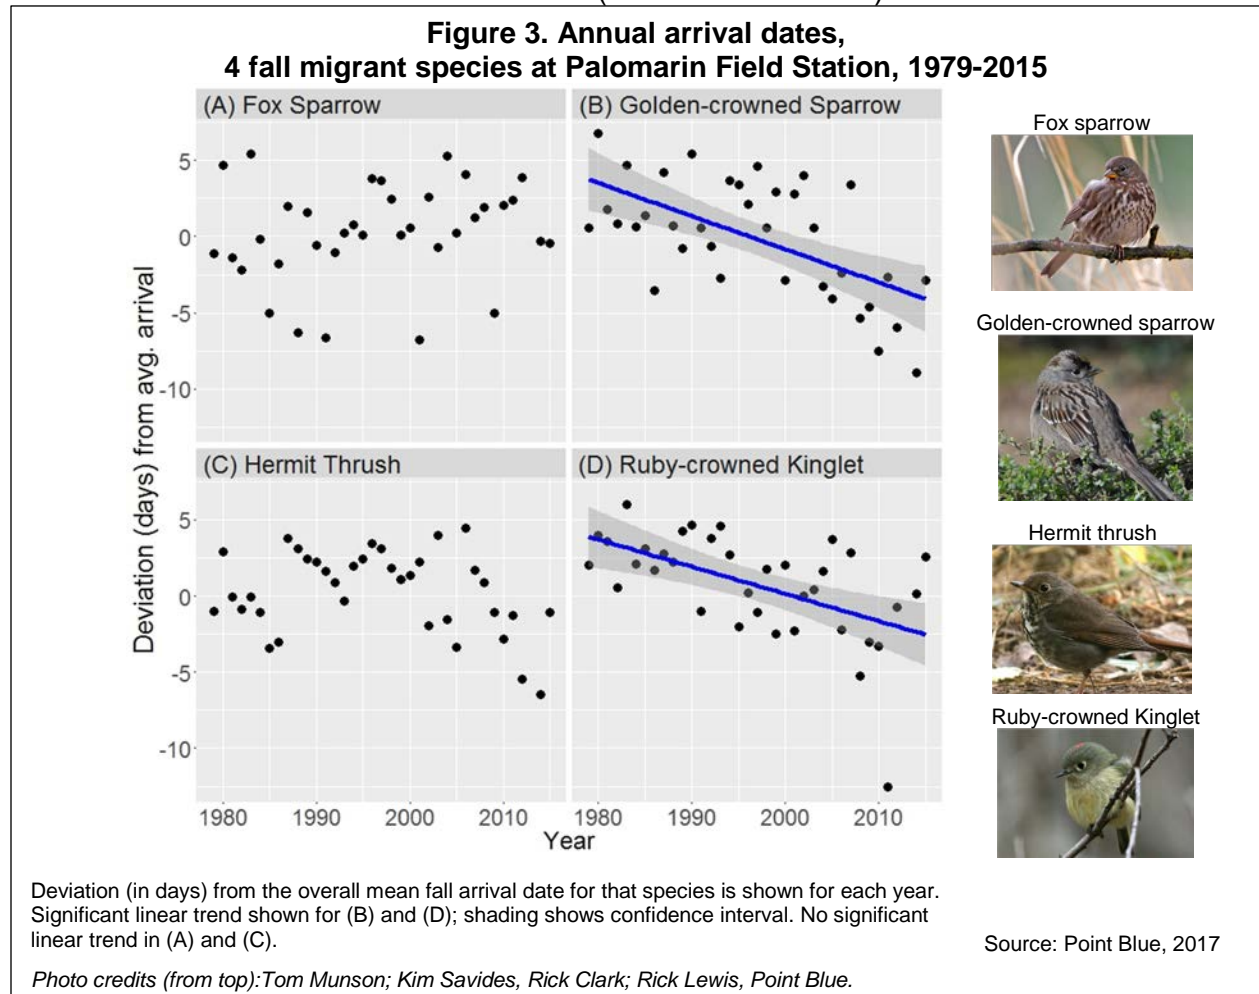 Figure 3. Annual arrival dates,
4 fall migrant species at Palomarin Field Station, 1979-2015
(A) Fox Sparrow
(B) Golden-crowned Sparrow
5
0
-5
-10
(C) Hermit Thrush
(D) Ruby-crowned Kinglet
5
0
-5
-10
Deviation (days) from avg. arrival
1980 1990 2000 2010
1980 1990 2000 2010
Year
Fox sparrow
Golden-crowned sparrow
Hermit thrush
Ruby-crowned Kinglet
Deviation (in days) from the overall mean fall arrival date for that species is shown for each year.
Significant linear trend shown for (B) and (D); shading shows confidence interval. No significant
linear trend in (A) and (C).
Source: Point Blue, 2017
Photo credits (from top):Tom Munson; Kim Savides, Rick Clark; Rick Lewis, Point Blue.